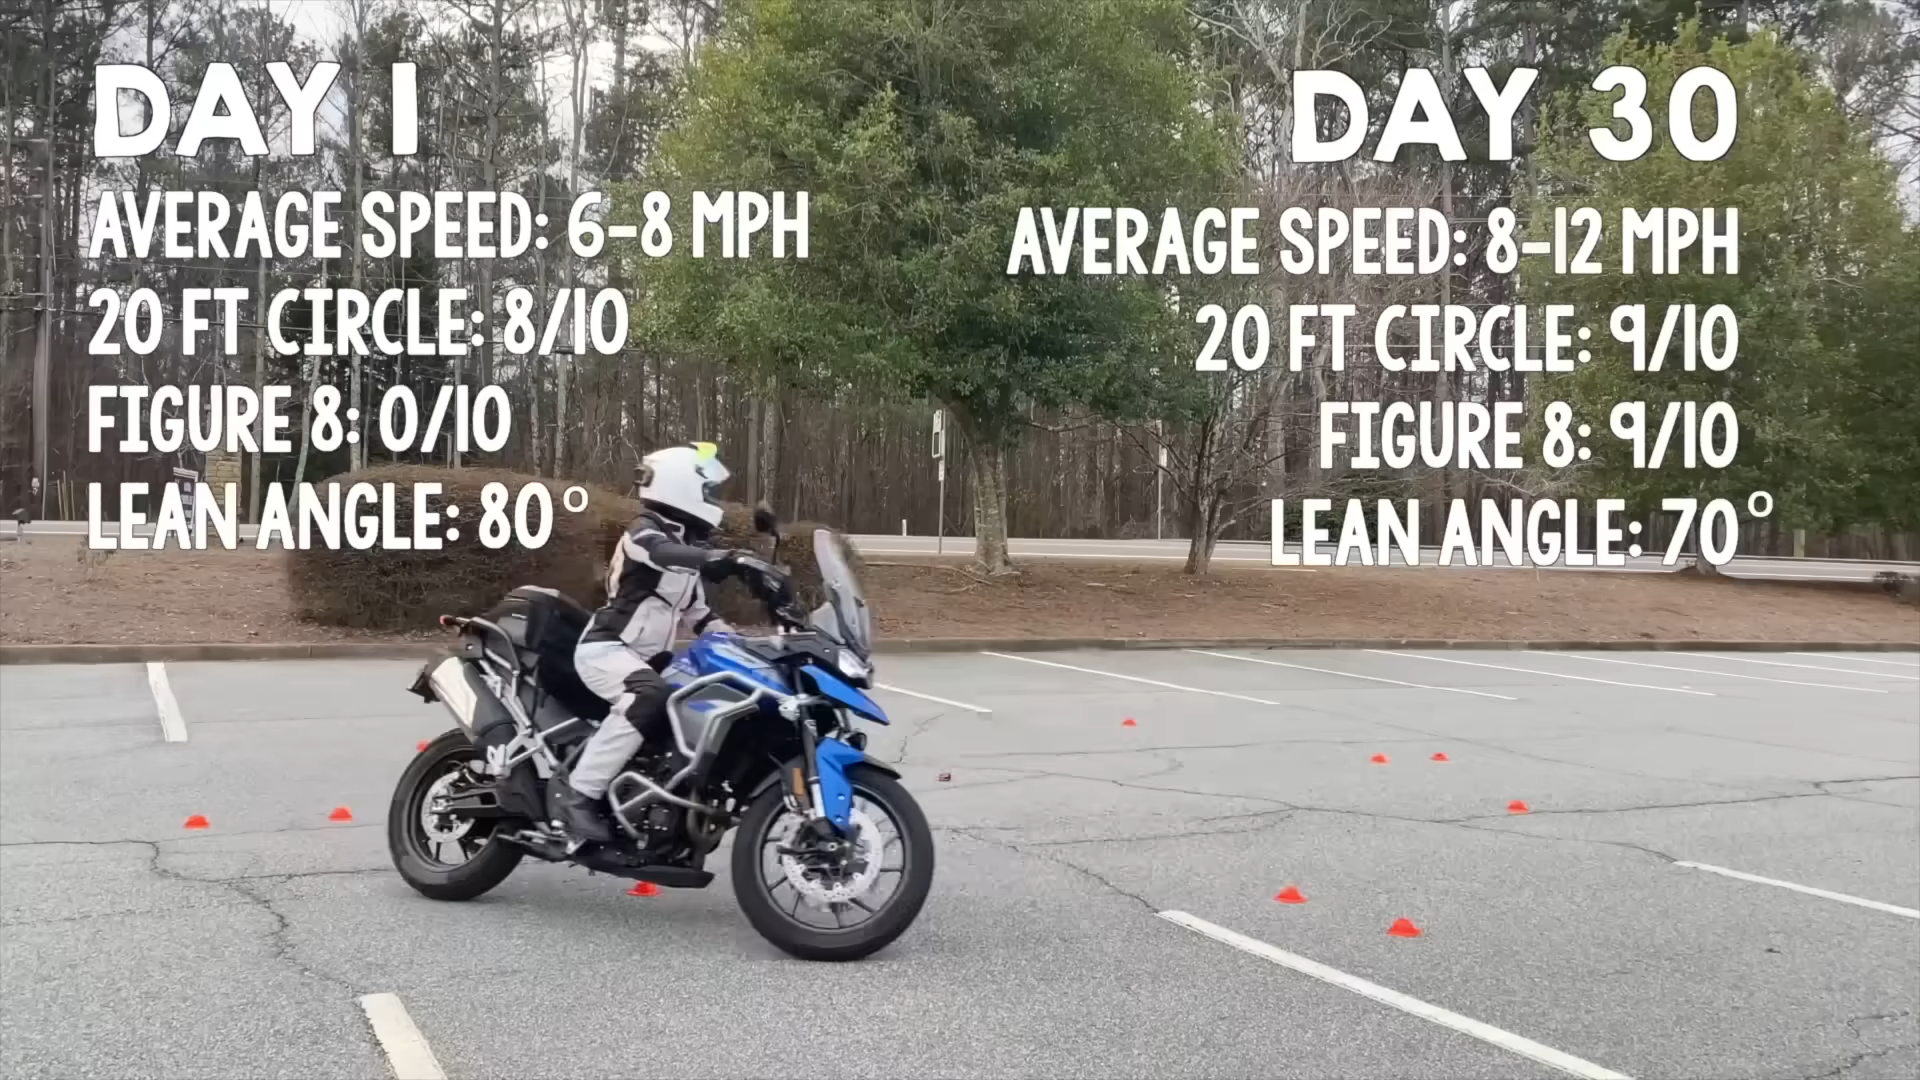 DAY 1
AVERAGE SPEED: 6-8 MPH
20 FT CIRCLE: 8/10
FIGURE 8: 0/10
LEAN ANGLE: 80°
DAY 30
AVERAGE SPEED: 8-12 MPH
20 FT CIRCLE: 9/10
FIGURE 8: 9/10
LEAN ANGLE: 70°